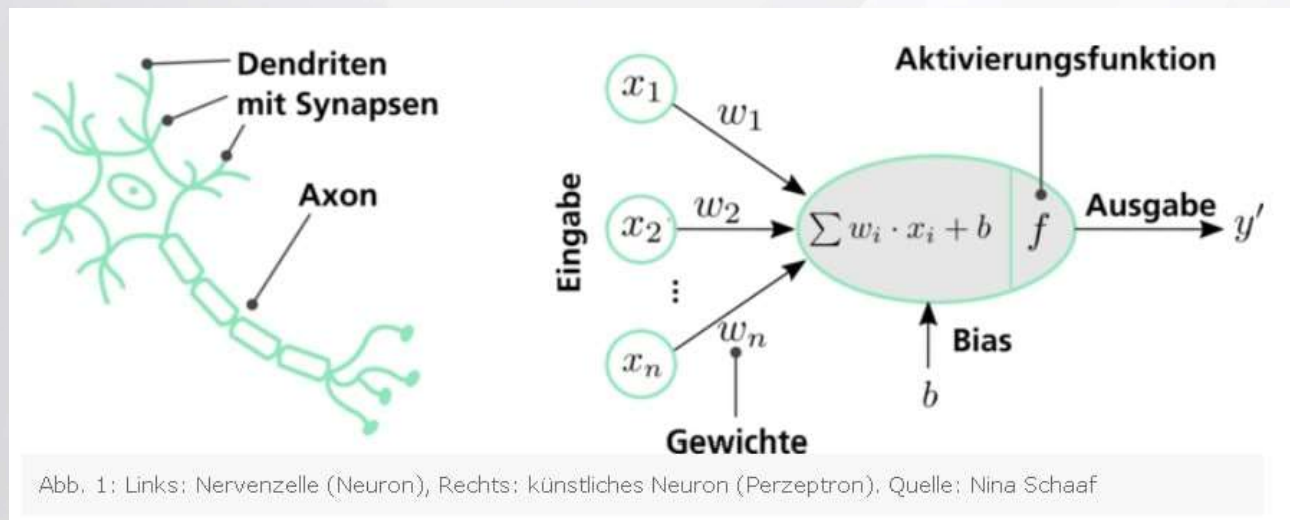 Dendriten
mit Synapsen
Axon
Eingabe
x₁
x₂
...
xₙ
w₁
w₂
wₙ
Gewichte
∑ wᵢ · xᵢ + b
f
Aktivierungsfunktion
Ausgabe
y′
Bias
b
Abb. 1: Links: Nervenzelle (Neuron), Rechts: künstliches Neuron (Perzeptron). Quelle: Nina Schaaf